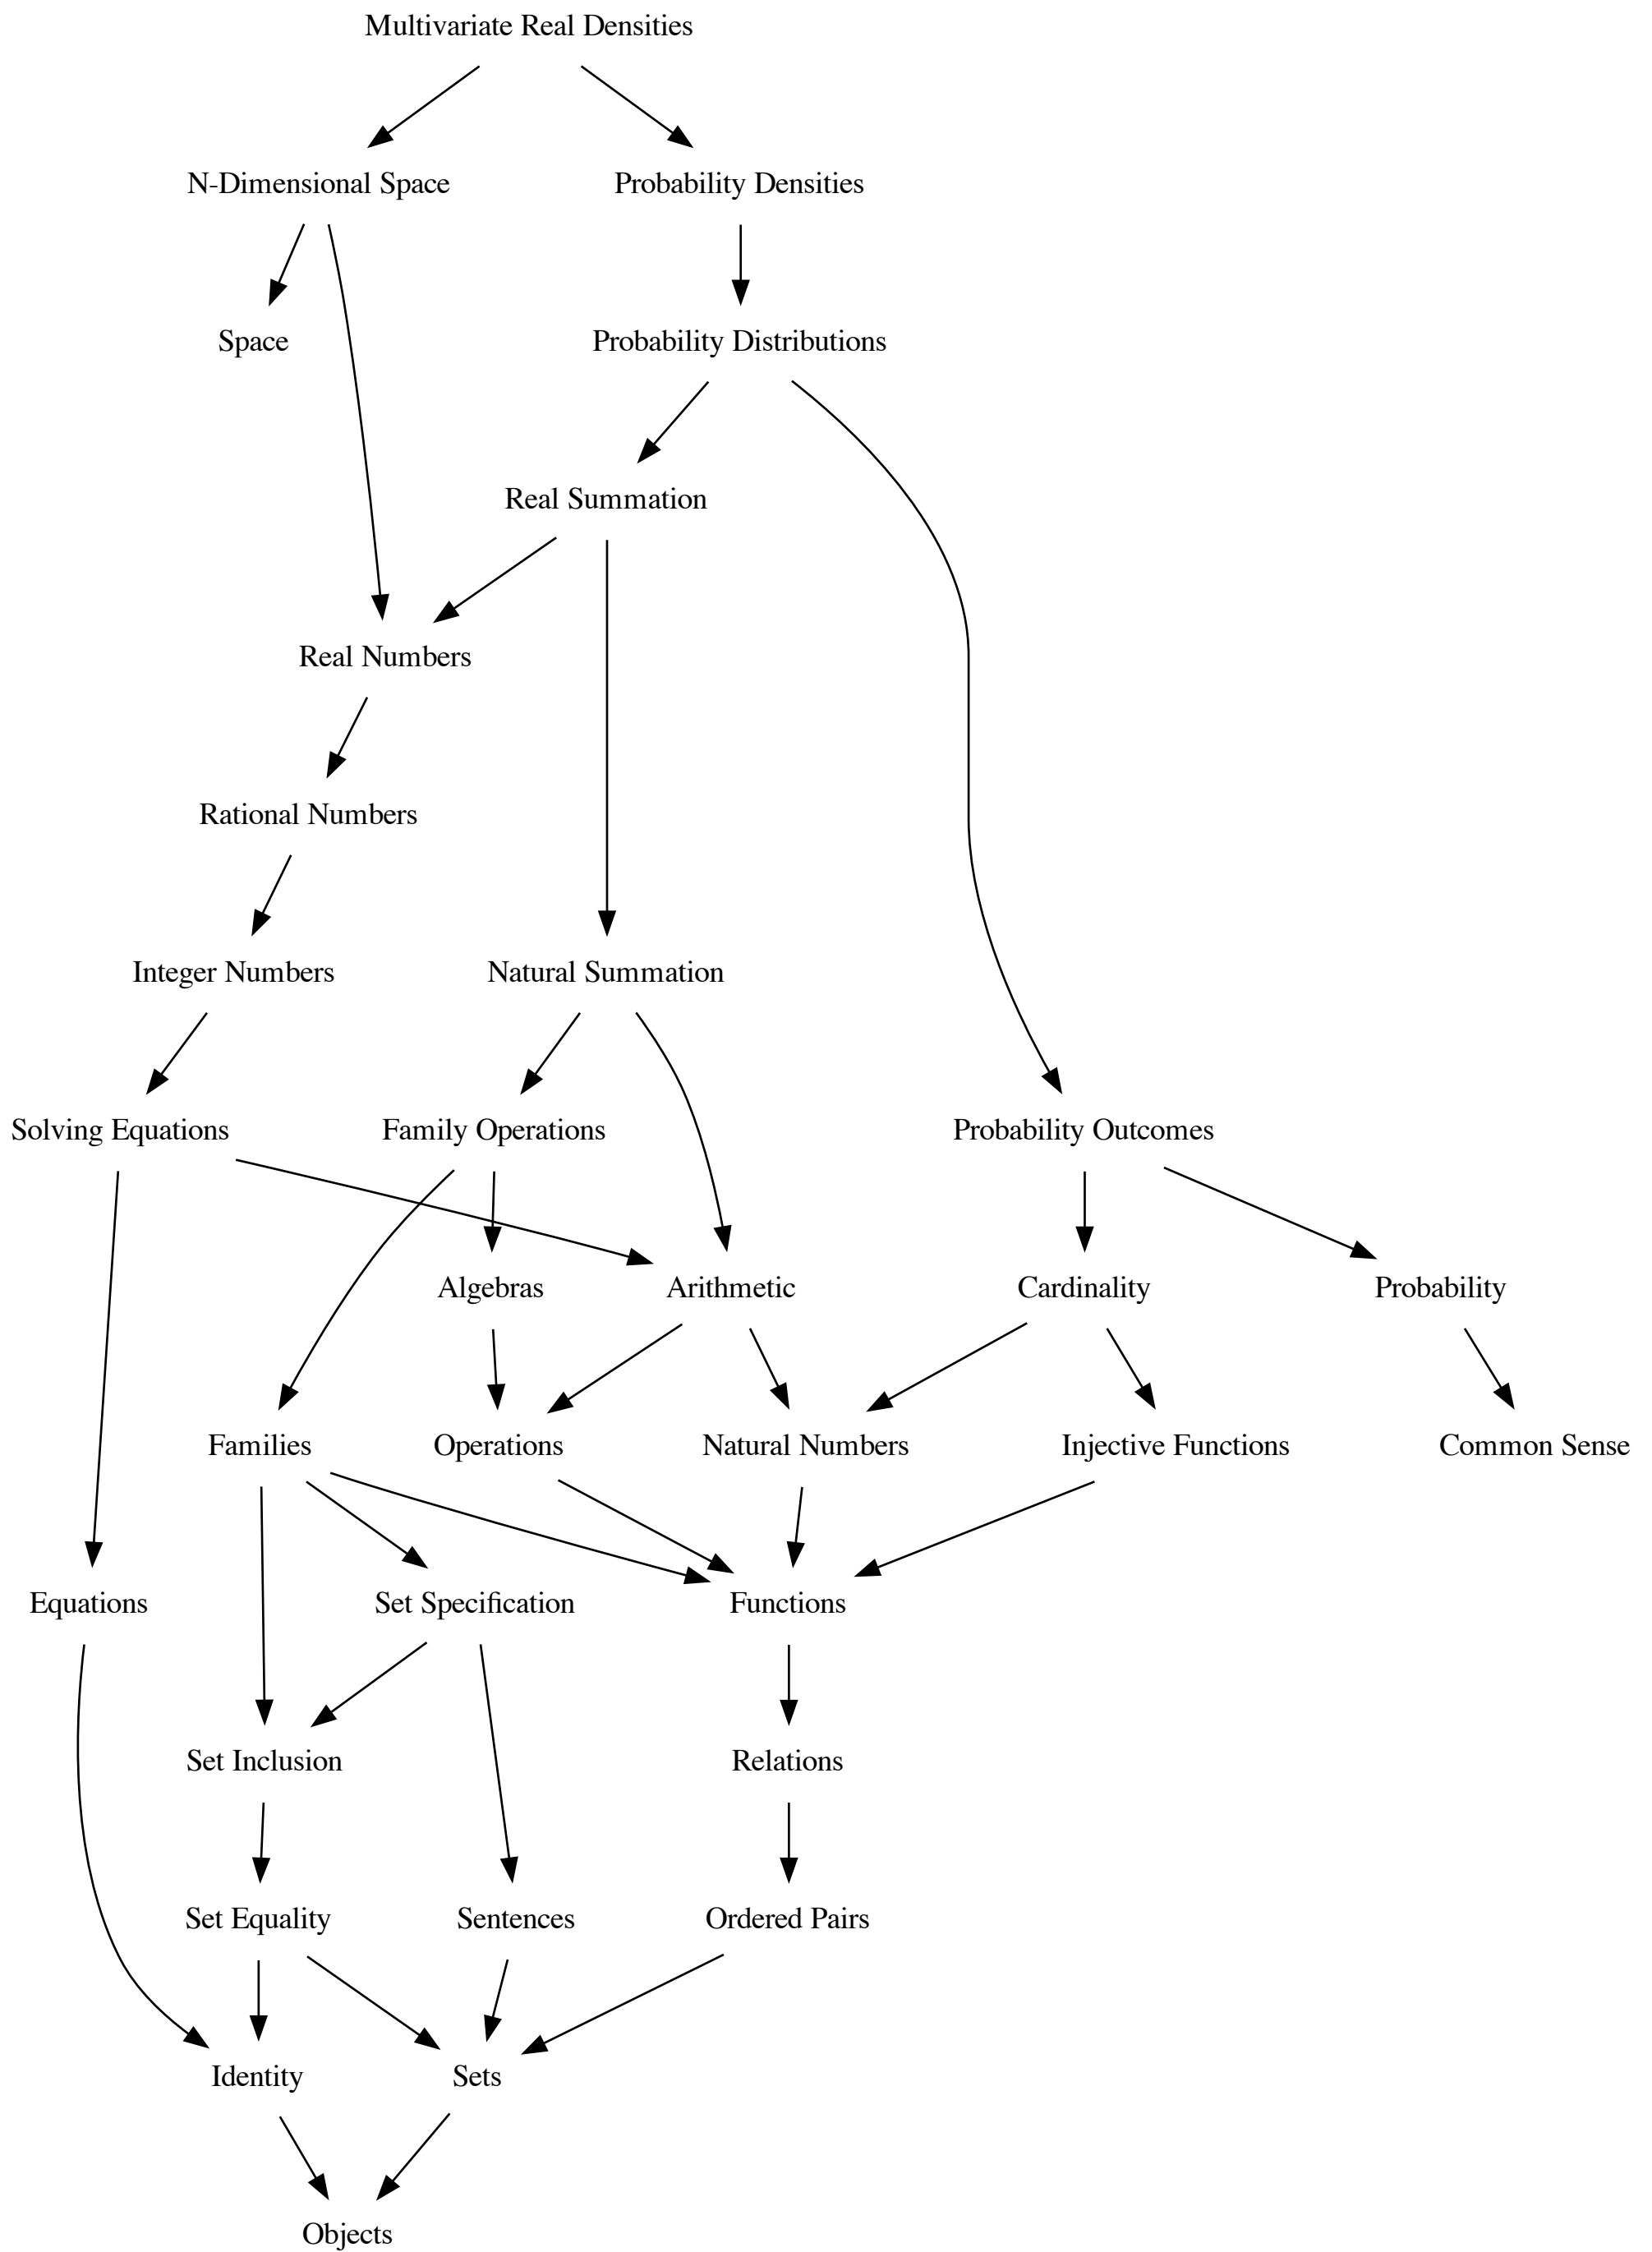 Multivariate Real Densities
N-Dimensional Space
Probability Densities
Space
Probability Distributions
Real Summation
Real Numbers
Rational Numbers
Integer Numbers
Natural Summation
Solving Equations
Family Operations
Probability Outcomes
Algebras
Arithmetic
Cardinality
Probability
Families
Operations
Natural Numbers
Injective Functions
Common Sense
Equations
Set Specification
Functions
Set Inclusion
Relations
Set Equality
Sentences
Ordered Pairs
Identity
Sets
Objects